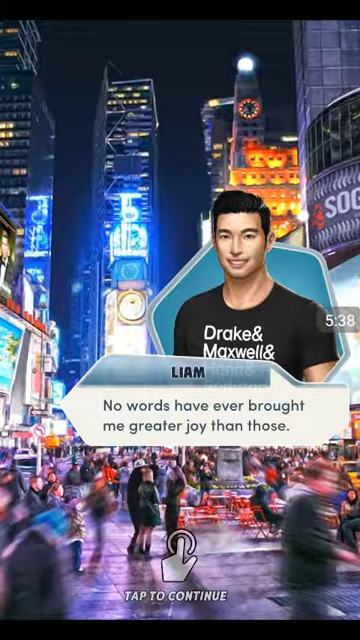 SOG
5:38
Drake&
Maxwell&
LIAM
No words have ever brought
me greater joy than those.
TAP TO CONTINUE